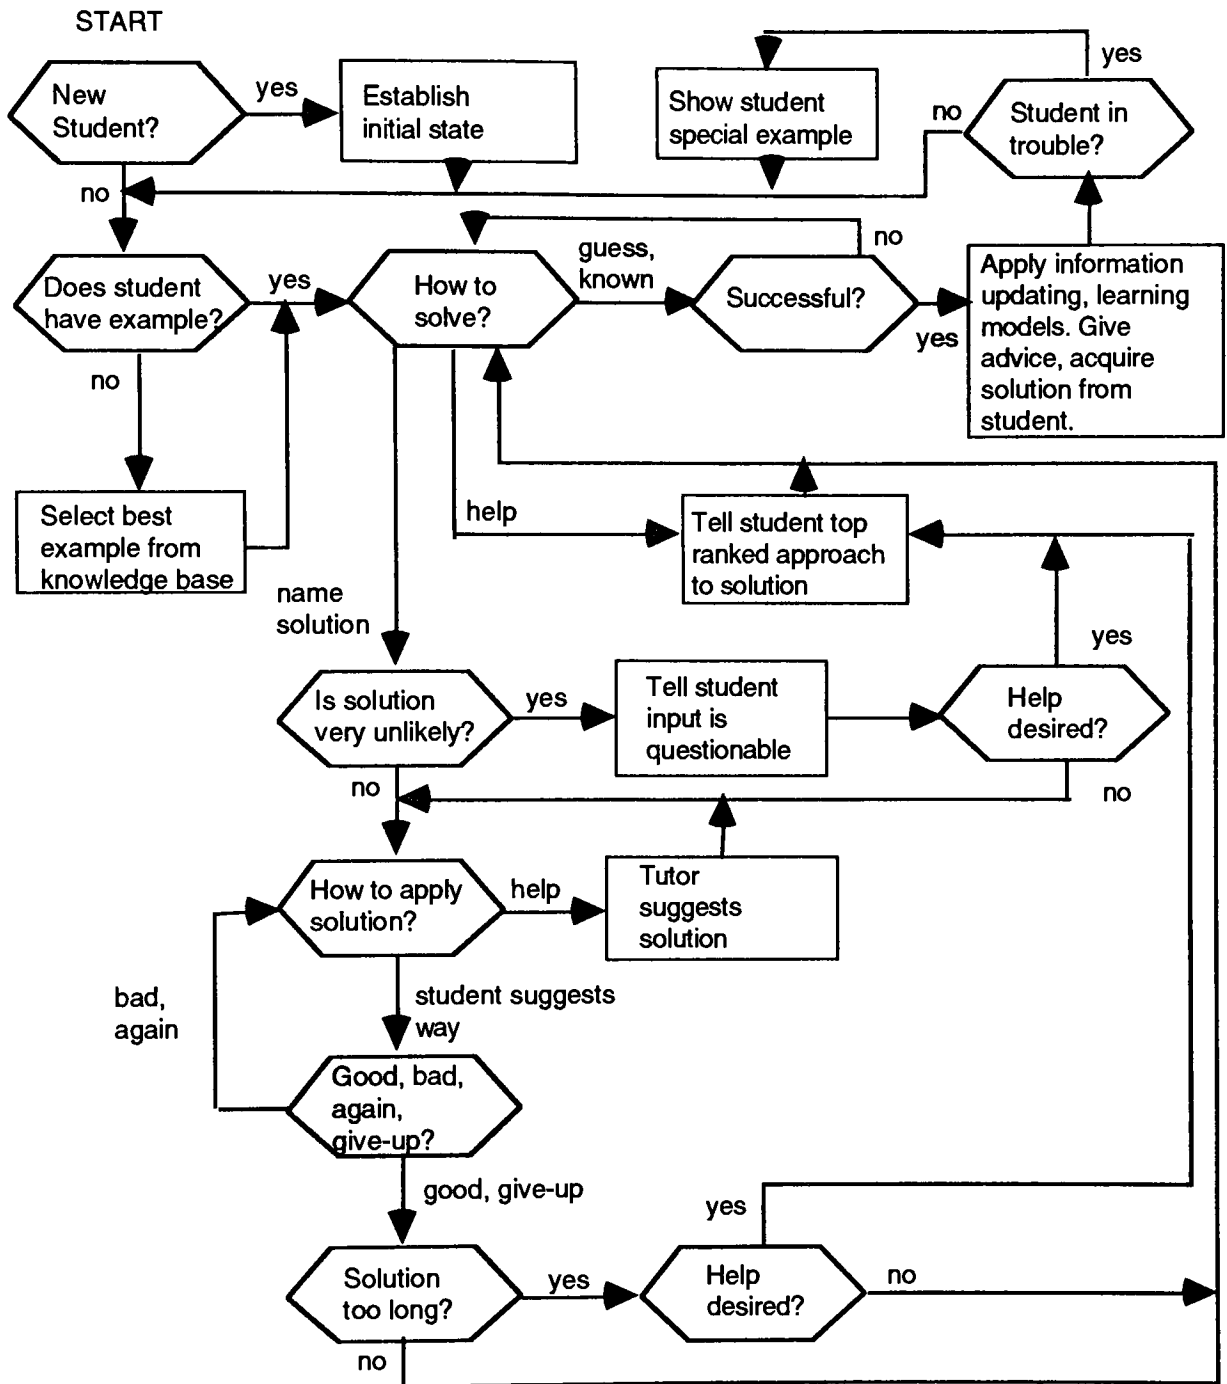 START
New
Student?
yes
Establish
initial state
Show student
special example
yes
no
Student in
trouble?
no
Does student
have example?
yes
How to
solve?
guess,
known
no
Successful?
yes
Apply information
updating, learning
models. Give
advice, acquire
solution from
student.
no
Select best
example from
knowledge base
help
Tell student top
ranked approach
to solution
name
solution
yes
Is solution
very unlikely?
yes
Tell student
input is
questionable
Help
desired?
no
no
How to apply
solution?
help
Tutor
suggests
solution
bad,
again
student suggests
way
Good, bad,
again,
give-up?
good, give-up
yes
Solution
too long?
yes
Help
desired?
no
no